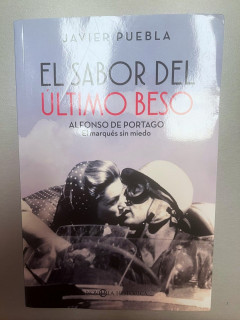 JAVIER PUEBLA
EL SABOR DEL
ÚLTIMO BESO
ALFONSO DE PORTAGO
El marqués sin miedo